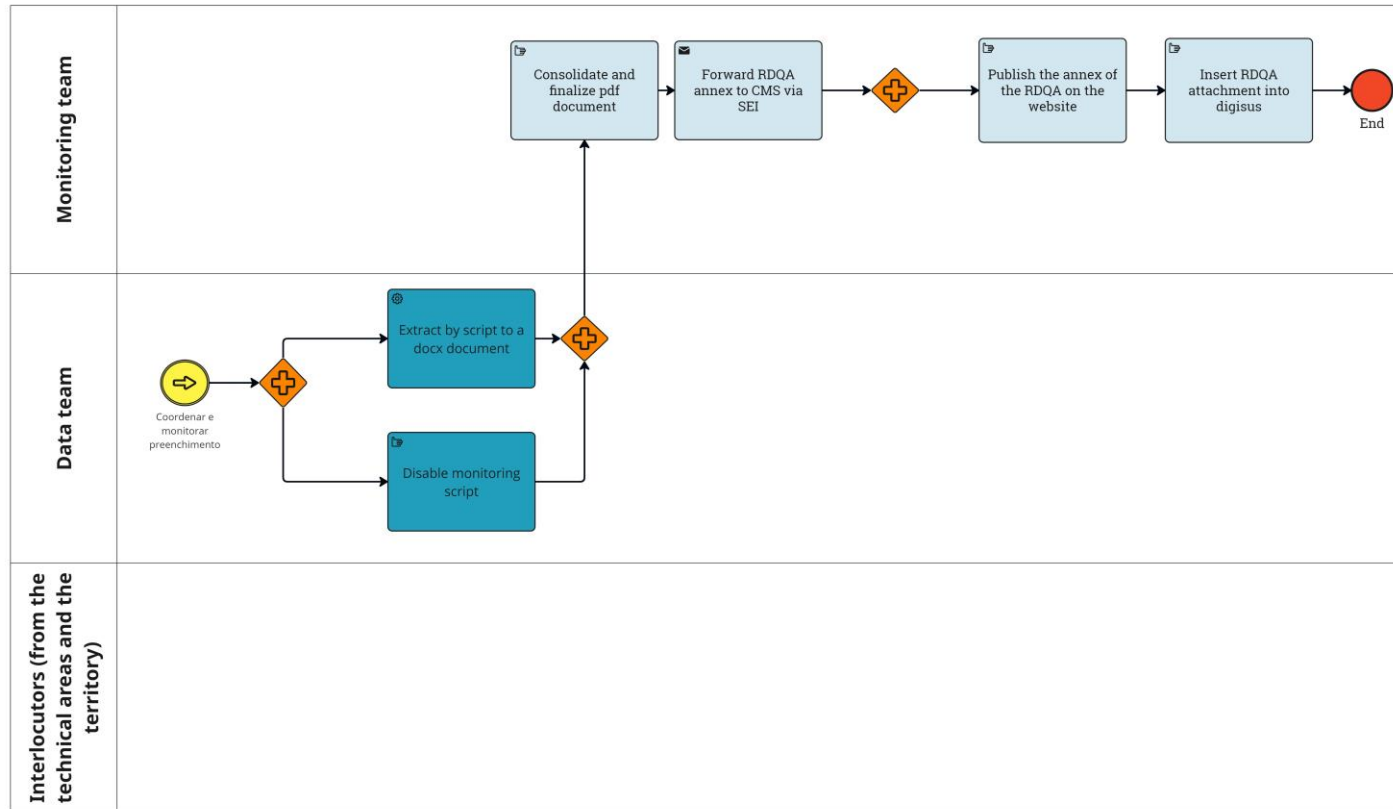 Monitoring team
Consolidate and
finalize pdf
document
Forward RDQA
annex to CMS via
SEI
Publish the annex of
the RDQA on the
website
Insert RDQA
attachment into
digisus
End
Data team
Coordenar e
monitorar
preenchimento
Extract by script to a
docx document
Disable monitoring
script
Interlocutors (from the
technical areas and the
territory)